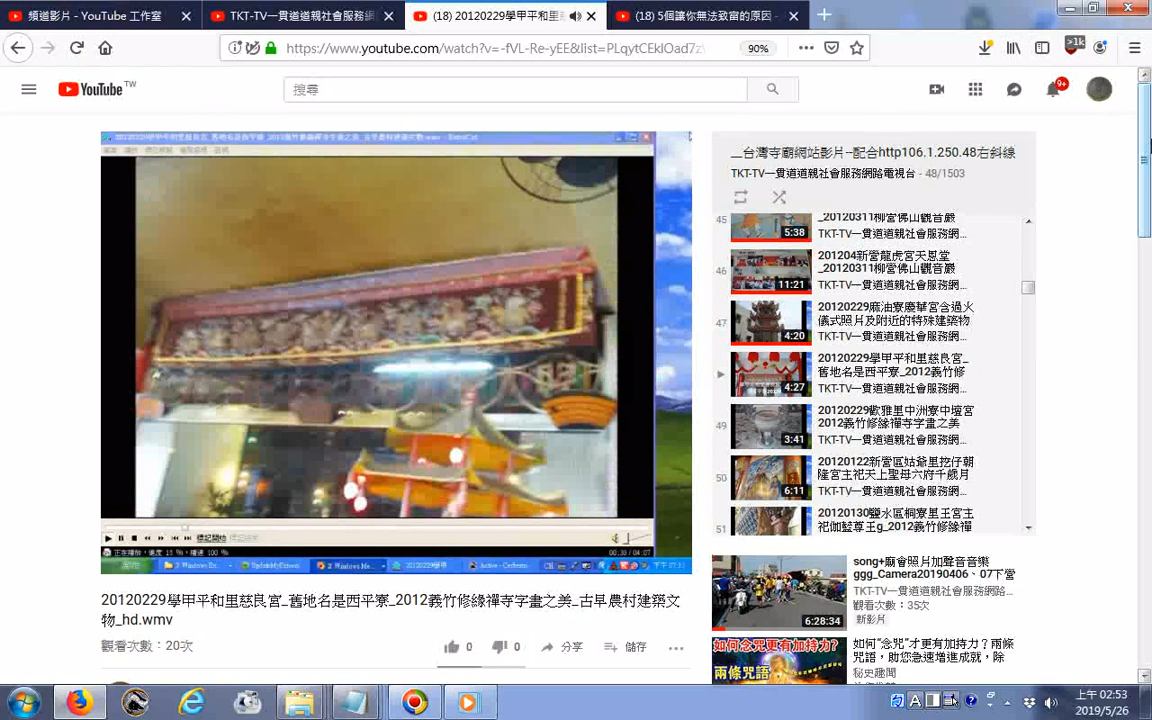 頻道影片 - YouTube 工作室
TKT-TV一貫道道親社會服務網
(18) 20120229學甲平和里慈
(18) 5個讓你無法致富的原因 -
https://www.youtube.com/watch?v=-fVL-Re-yEE&list=PLqytCEkIOad7z
90%
>1k
YouTube TW
搜尋
9+
20120229學甲平和里慈良宮_舊地名是西平寮_2012義竹修緣禪寺字畫之美_古早農村建築文
物_hd.wmv
觀看次數：20次
0
0
分享
儲存
__台灣寺廟網站影片--配合http106.1.250.48右斜線
TKT-TV一貫道道親社會服務網路電視台 - 48/1503
45
5:38
_20120311柳營佛山觀音巖
TKT-TV一貫道道親社會服務網...
46
11:21
201204新營龍虎宮天恩堂
_20120311柳營佛山觀音巖
TKT-TV一貫道道親社會服務網...
47
4:20
20120229麻油寮慶華宮含過火
儀式照片及附近的特殊建築物
TKT-TV一貫道道親社會服務網...
4:27
20120229學甲平和里慈良宮_
舊地名是西平寮_2012義竹修
TKT-TV一貫道道親社會服務網...
49
3:41
20120229歡雅里中洲寮中壇宮
2012義竹修緣禪寺字畫之美
TKT-TV一貫道道親社會服務網...
50
6:11
20120122新營區姑爺里挖仔朝
隆宮主祀天上聖母六府千歲月
TKT-TV一貫道道親社會服務網...
51
20120130鹽水區桐寮里王宮主
祀伽藍尊王g_2012義竹修緣禪
6:28:34
song+廟會照片加聲音音樂
ggg_Camera20190406、07下營
TKT-TV一貫道道親社會服務網路...
觀看次數：35次
新影片
如何念咒才更有加持力？
兩條咒語
如何“念咒”才更有加持力？兩條
咒語，助您急速增進成就，除
秘史趣聞
00:39 / 04:07
上午 02:53
2019/5/26